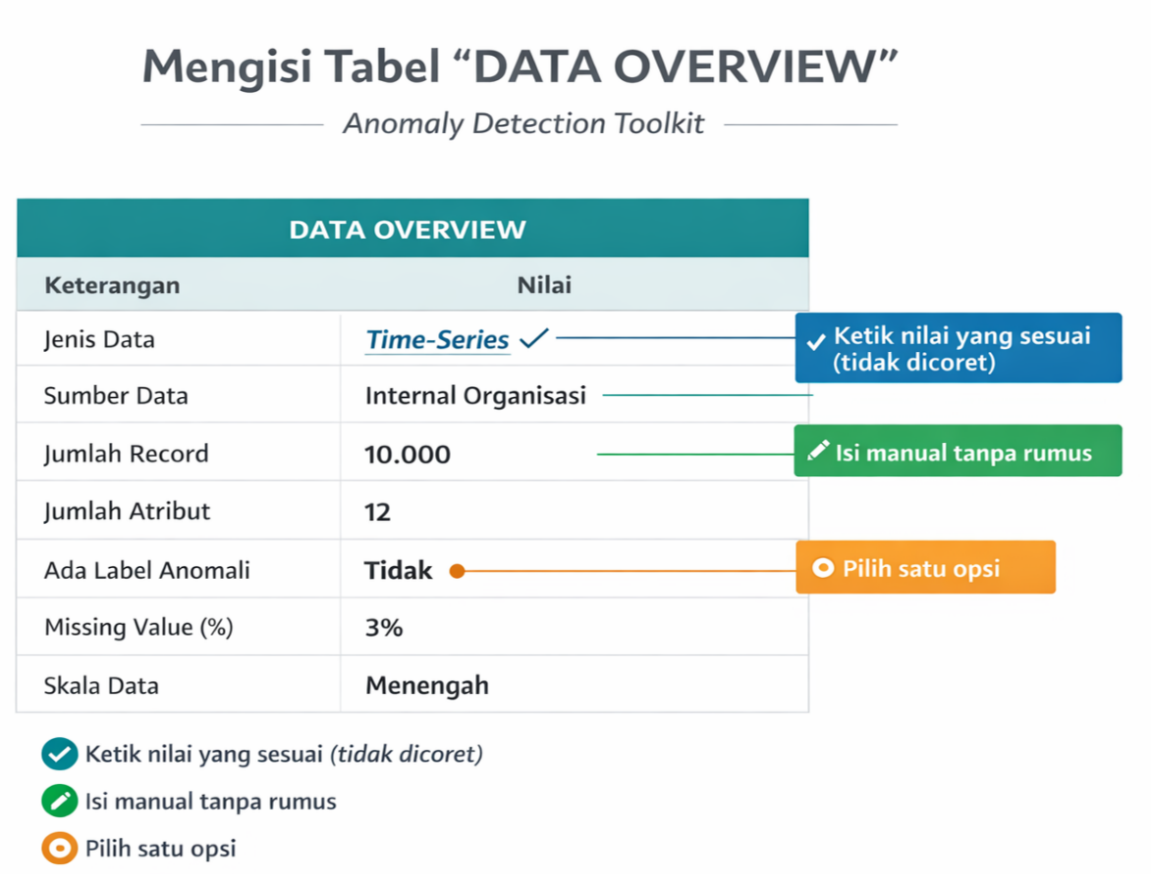 Mengisi Tabel “DATA OVERVIEW”
Anomaly Detection Toolkit
DATA OVERVIEW
Keterangan Nilai
Jenis Data Time-Series
Ketik nilai yang sesuai
(tidak dicoret)
Sumber Data Internal Organisasi
Jumlah Record 10.000
Isi manual tanpa rumus
Jumlah Atribut 12
Ada Label Anomali Tidak
Pilih satu opsi
Missing Value (%) 3%
Skala Data Menengah
Ketik nilai yang sesuai (tidak dicoret)
Isi manual tanpa rumus
Pilih satu opsi